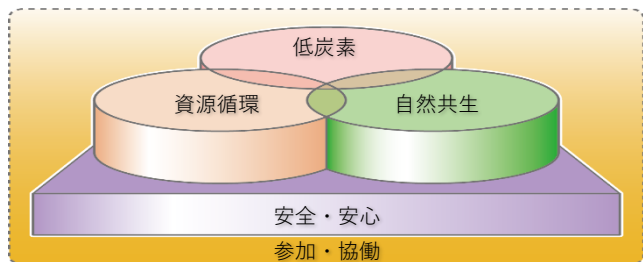 低炭素
資源循環
自然共生
安全・安心
参加・協働